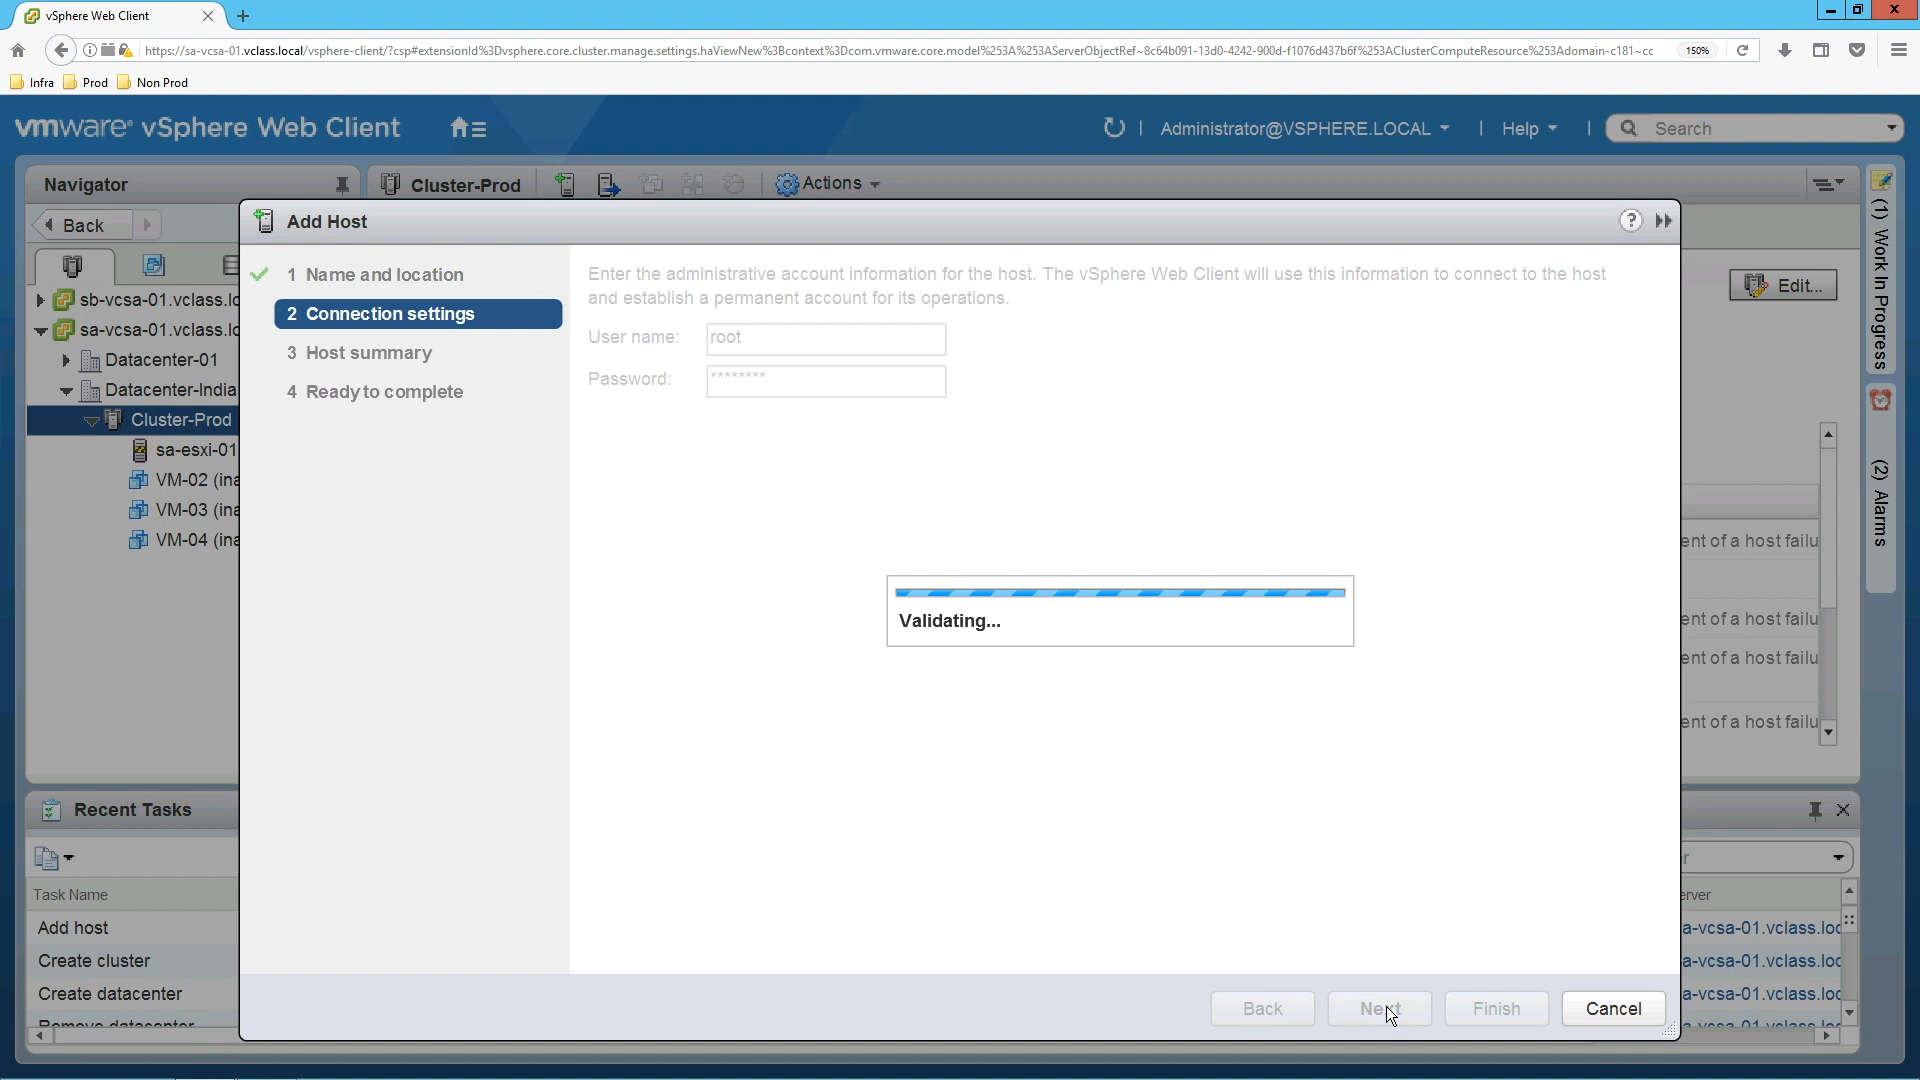 vSphere Web Client
https://sa-vcsa-01.vclass.local/vsphere-client/?csp#extensionId%3Dvsphere.core.cluster.manage.settings.haViewNew%3Bcontext%3Dcom.vmware.core.model%253A%253AServerObjectRef~8c64b091-13d0-4242-900d-f1076d437b6f%253AClusterComputeResource%253Adomain-c181~cc
150%
Infra Prod Non Prod
vmware® vSphere Web Client
Administrator@VSPHERE.LOCAL | Help | Search
Navigator
Cluster-Prod
Actions
Back
Add Host
1 Name and location
2 Connection settings
3 Host summary
4 Ready to complete
Enter the administrative account information for the host. The vSphere Web Client will use this information to connect to the host
and establish a permanent account for its operations.
User name: root
Password: ********
Validating...
Back Next Finish Cancel
sb-vcsa-01.vclass.lo
sa-vcsa-01.vclass.lo
Datacenter-01
Datacenter-India
Cluster-Prod
sa-esxi-01
VM-02 (ina
VM-03 (ina
VM-04 (ina
Edit...
ent of a host failu
ent of a host failu
ent of a host failu
ent of a host failu
(1) Work In Progress
(2) Alarms
Recent Tasks
Task Name
Add host
Create cluster
Create datacenter
Remove datacenter
r
erver
a-vcsa-01.vclass.loc
a-vcsa-01.vclass.loc
a-vcsa-01.vclass.loc
a-vcsa-01.vclass.loc